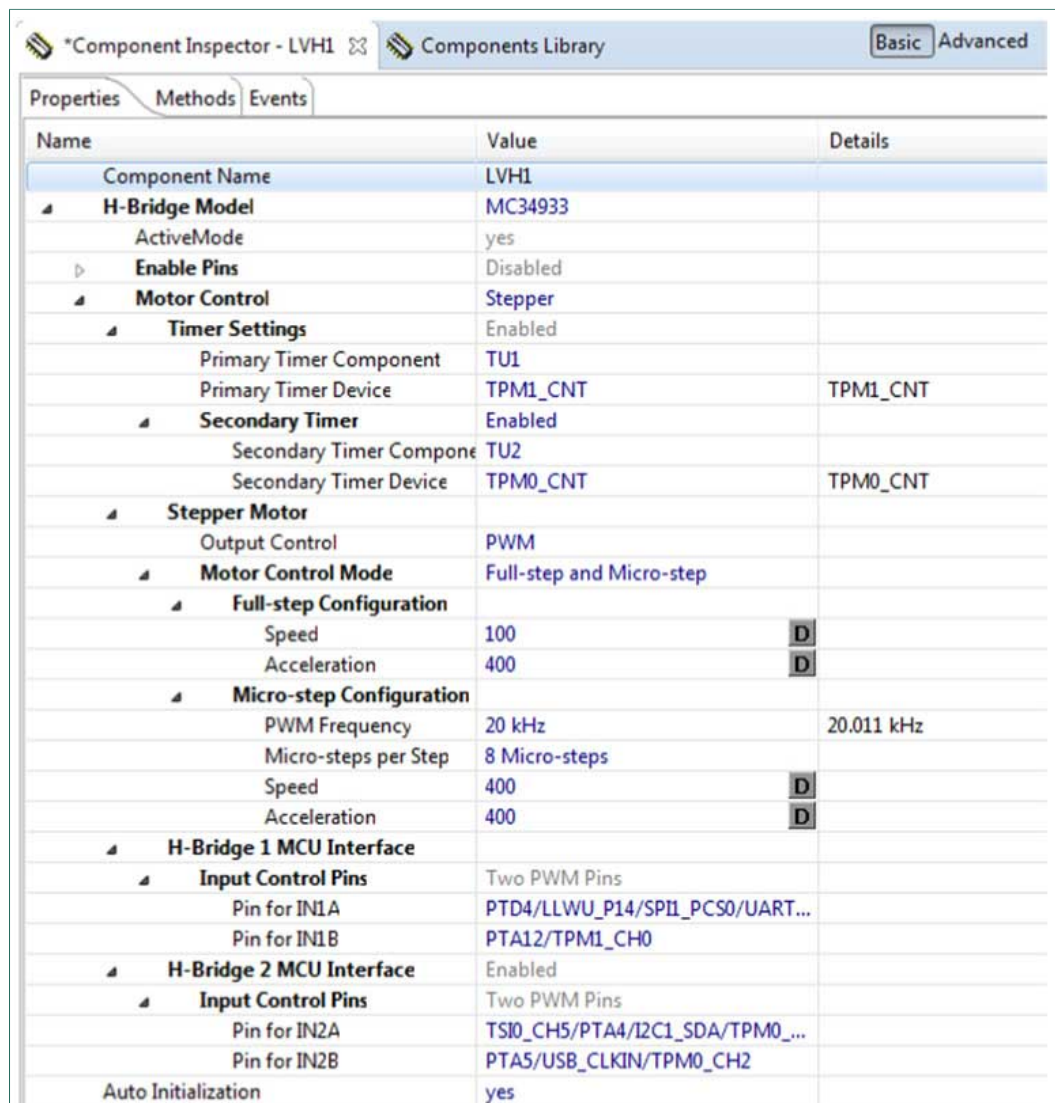 *Component Inspector - LVH1 Components Library Basic Advanced
Properties Methods Events
Name Value Details
Component Name LVH1
H-Bridge Model MC34933
ActiveMode yes
Enable Pins Disabled
Motor Control Stepper
Timer Settings Enabled
Primary Timer Component TU1
Primary Timer Device TPM1_CNT TPM1_CNT
Secondary Timer Enabled
Secondary Timer Compone TU2
Secondary Timer Device TPM0_CNT TPM0_CNT
Stepper Motor
Output Control PWM
Motor Control Mode Full-step and Micro-step
Full-step Configuration
Speed 100 D
Acceleration 400 D
Micro-step Configuration
PWM Frequency 20 kHz 20.011 kHz
Micro-steps per Step 8 Micro-steps
Speed 400 D
Acceleration 400 D
H-Bridge 1 MCU Interface
Input Control Pins Two PWM Pins
Pin for IN1A PTD4/LLWU_P14/SPI1_PCS0/UART...
Pin for IN1B PTA12/TPM1_CH0
H-Bridge 2 MCU Interface Enabled
Input Control Pins Two PWM Pins
Pin for IN2A TSI0_CH5/PTA4/I2C1_SDA/TPM0_...
Pin for IN2B PTA5/USB_CLKIN/TPM0_CH2
Auto Initialization yes